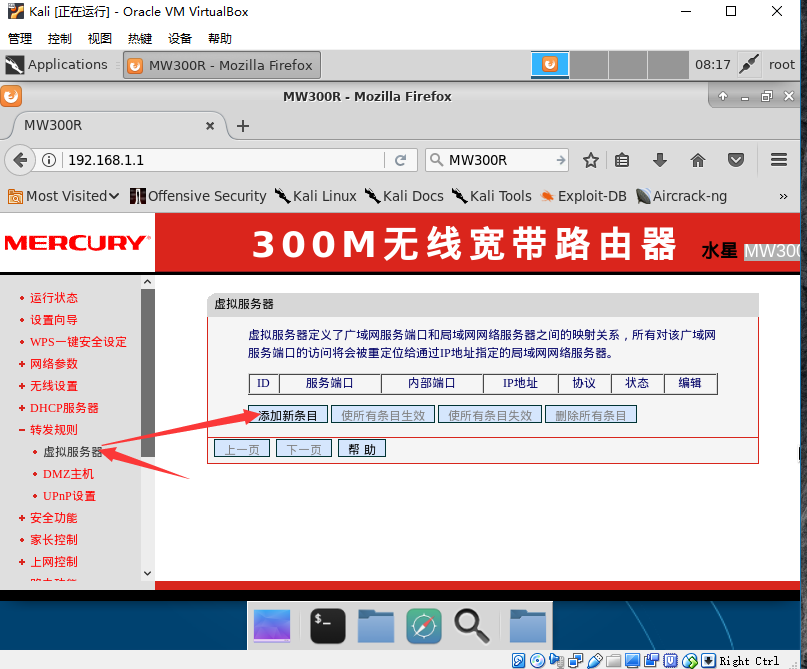 Kali [正在运行] - Oracle VM VirtualBox
管理 控制 视图 热键 设备 帮助
Applications MW300R - Mozilla Firefox 08:17 root
MW300R - Mozilla Firefox
MW300R
192.168.1.1 MW300R
Most Visited Offensive Security Kali Linux Kali Docs Kali Tools Exploit-DB Aircrack-ng »
MERCURY 300M无线宽带路由器 水星 MW300
运行状态
设置向导
WPS一键安全设定
网络参数
无线设置
DHCP服务器
转发规则
虚拟服务器
DMZ主机
UPnP设置
安全功能
家长控制
上网控制
虚拟服务器
虚拟服务器定义了广域网服务端口和局域网网络服务器之间的映射关系，所有对该广域网
服务端口的访问将会被重定位给通过IP地址指定的局域网网络服务器。
ID 服务端口 内部端口 IP地址 协议 状态 编辑
添加新条目 使所有条目生效 使所有条目失效 删除所有条目
上一页 下一页 帮 助
Right Ctrl